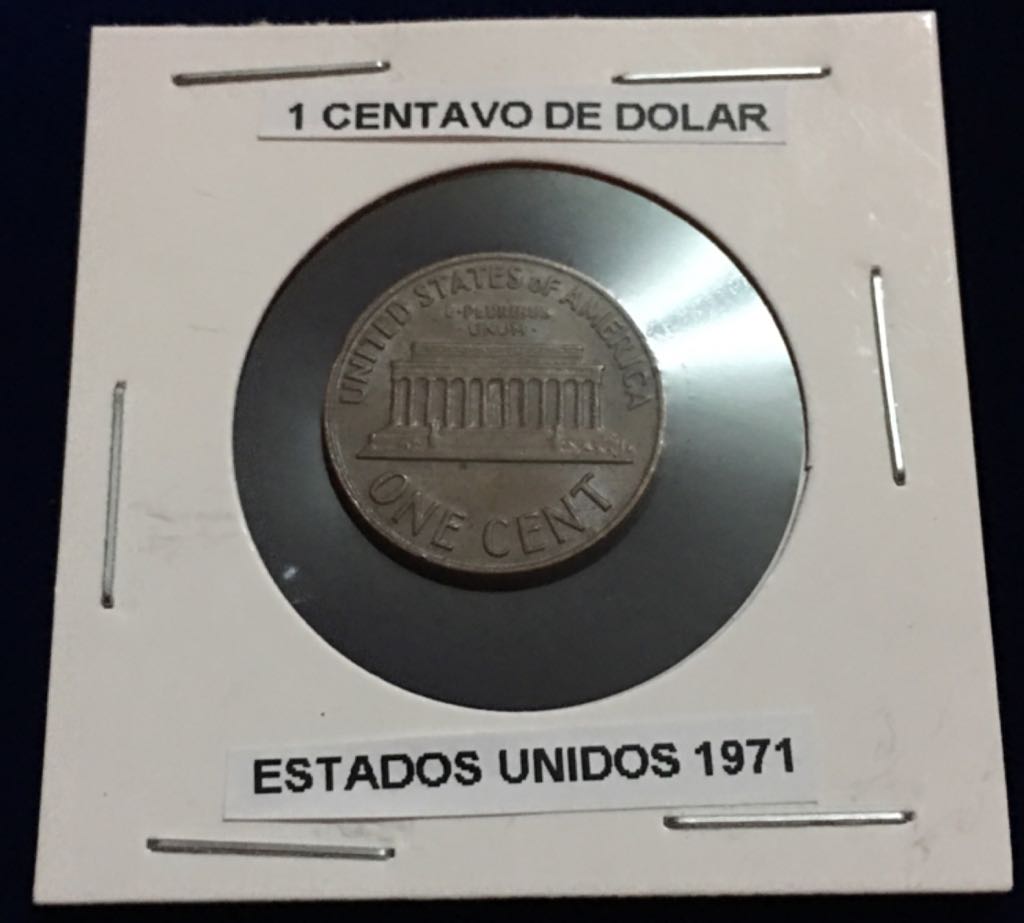 1 CENTAVO DE DOLAR
UNITED STATES OF AMERICA
E·PLURIBUS
UNUM·
ONE CENT
ESTADOS UNIDOS 1971